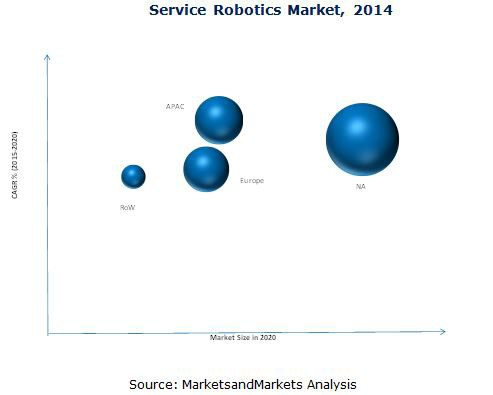 Service Robotics Market, 2014
APAC
Europe
NA
RoW
CAGR % (2015-2020)
Market Size in 2020
Source: MarketsandMarkets Analysis